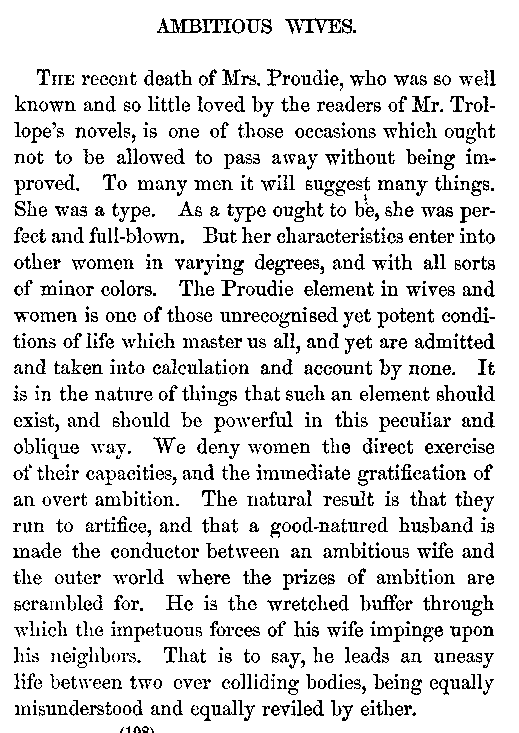 AMBITIOUS WIVES.
THE recent death of Mrs. Proudie, who was so well
known and so little loved by the readers of Mr. Trol-
lope's novels, is one of those occasions which ought
not to be allowed to pass away without being im-
proved. To many men it will suggest many things.
She was a type. As a type ought to be, she was per-
fect and full-blown. But her characteristics enter into
other women in varying degrees, and with all sorts
of minor colors. The Proudie element in wives and
women is one of those unrecognised yet potent condi-
tions of life which master us all, and yet are admitted
and taken into calculation and account by none. It
is in the nature of things that such an element should
exist, and should be powerful in this peculiar and
oblique way. We deny women the direct exercise
of their capacities, and the immediate gratification of
an overt ambition. The natural result is that they
run to artifice, and that a good-natured husband is
made the conductor between an ambitious wife and
the outer world where the prizes of ambition are
scrambled for. He is the wretched buffer through
which the impetuous forces of his wife impinge upon
his neighbors. That is to say, he leads an uneasy
life between two ever colliding bodies, being equally
misunderstood and equally reviled by either.